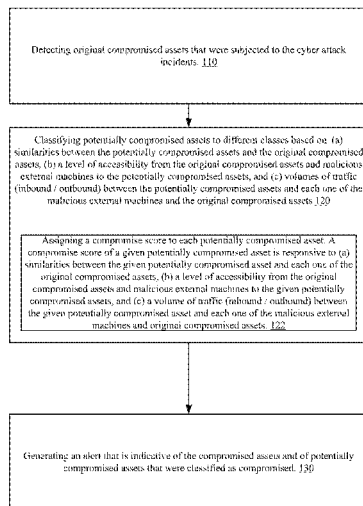 Detecting original compromised assets that were subjected to the cyber attack
incidents. 110
Classifying potentially compromised assets to different classes based on (a)
similarities between the potentially compromised assets and the original compromised
assets, (b) a level of accessibility from the original compromised assets and malicious
external machines to the potentially compromised assets, and (c) volumes of traffic
(inbound / outbound) between the potentially compromised assets and each one of the
malicious external machines and the original compromised assets 120
Assigning a compromise score to each potentially compromised asset. A
compromise score of a given potentially compromised asset is responsive to (a)
similarities between the given potentially compromised asset and each one of the
original compromised assets, (b) a level of accessibility from the original
compromised assets and malicious external machines to the given potentially
compromised assets, and (c) a volume of traffic (inbound / outbound) between
the given potentially compromised asset and each one of the malicious external
machines and original compromised assets. 122
Generating an alert that is indicative of the compromised assets and of potentially
compromised assets that were classified as compromised. 130